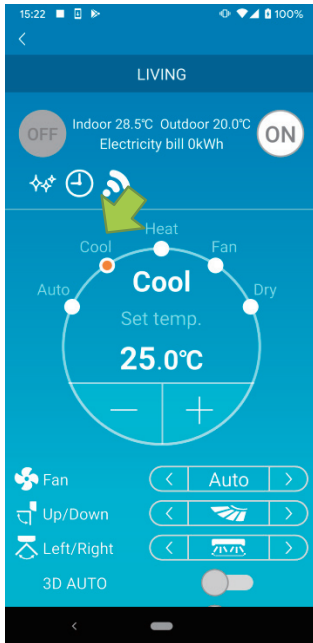 15:22 100%
LIVING
OFF Indoor 28.5℃ Outdoor 20.0℃ ON
Electricity bill 0kWh
Heat
Cool Fan
Auto Cool Dry
Set temp.
25.0℃
Fan Auto
Up/Down
Left/Right
3D AUTO